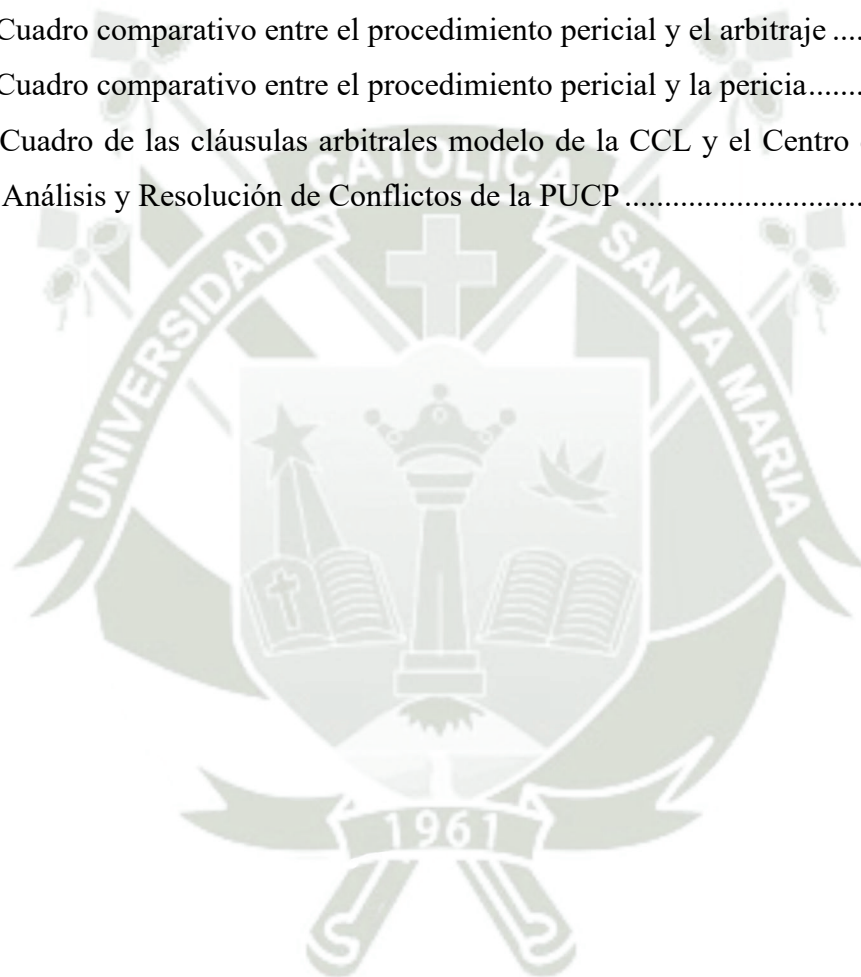 Cuadro comparativo entre el procedimiento pericial y el arbitraje ....
Cuadro comparativo entre el procedimiento pericial y la pericia.......
Cuadro de las cláusulas arbitrales modelo de la CCL y el Centro
Análisis y Resolución de Conflictos de la PUCP ..............................
UNIVERSIDAD CATOLICA SANTA MARIA
1961